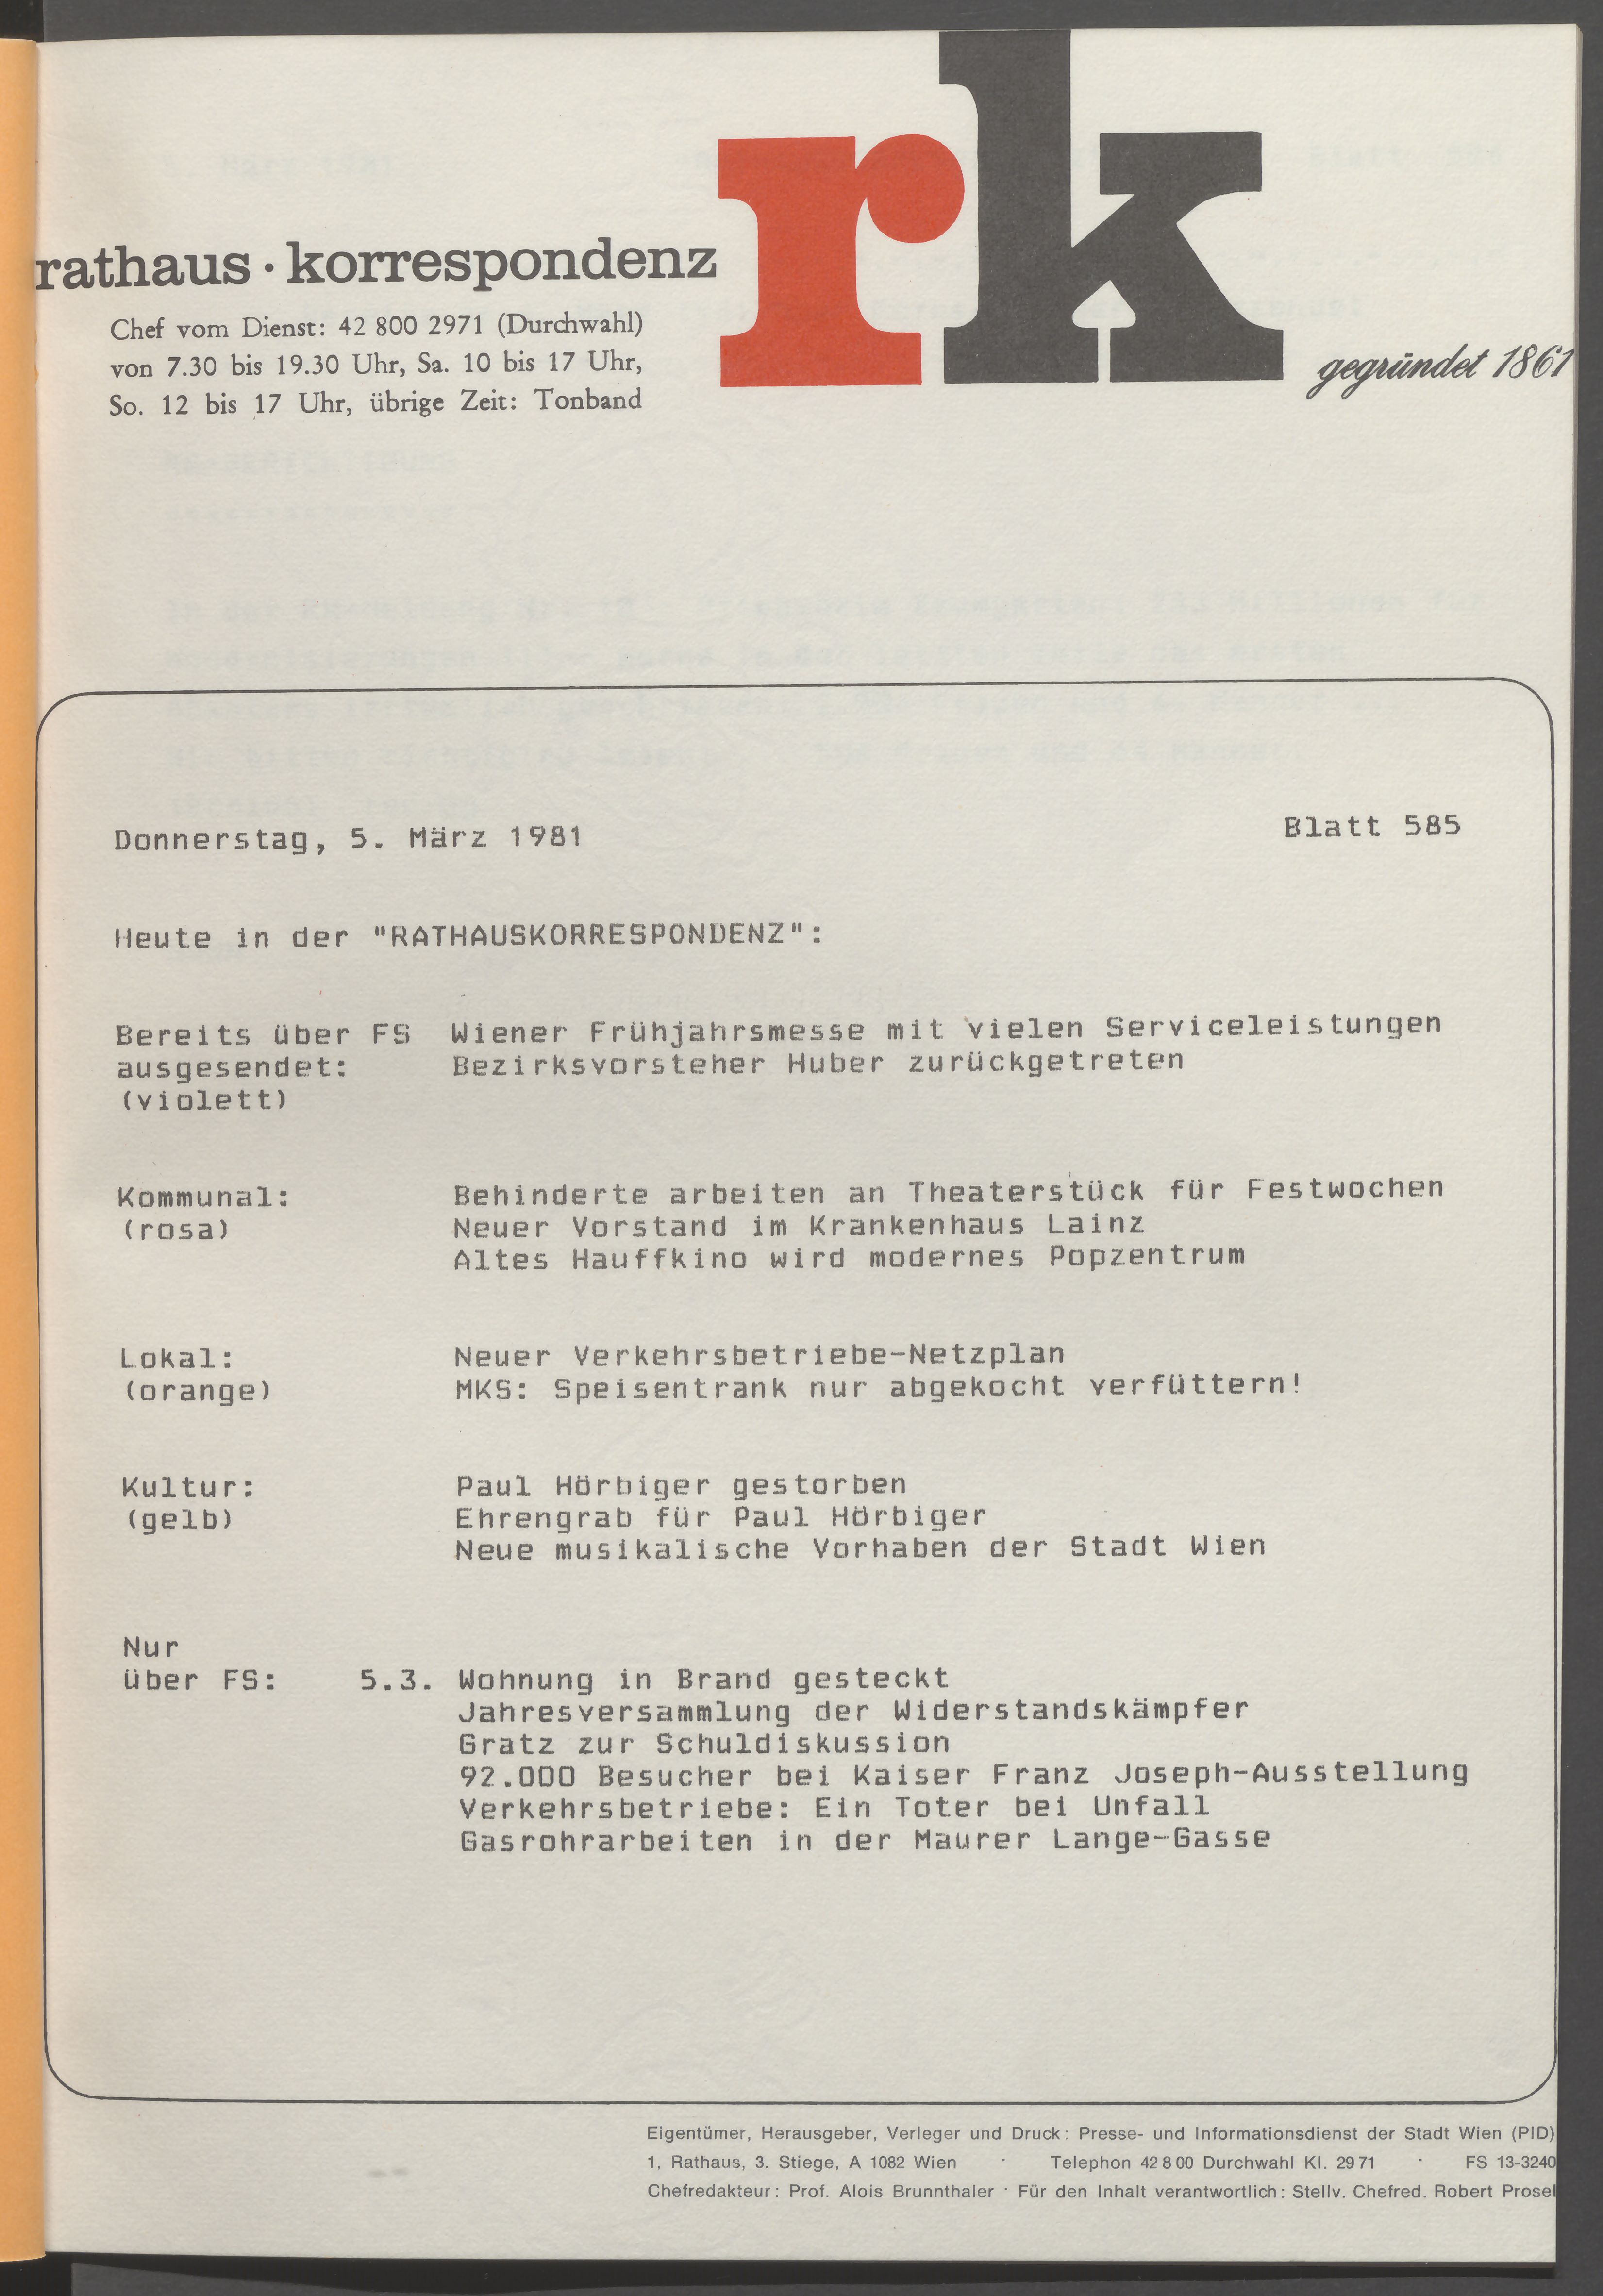 rk
rathaus · korrespondenz
Chef vom Dienst: 42 800 2971 (Durchwahl)
von 7.30 bis 19.30 Uhr, Sa. 10 bis 17 Uhr,
So. 12 bis 17 Uhr, übrige Zeit: Tonband
gegründet 1861
Donnerstag, 5. März 1981 Blatt 585
Heute in der "RATHAUSKORRESPONDENZ":
Bereits über FS Wiener Frühjahrsmesse mit vielen Serviceleistungen
ausgesendet: Bezirksvorsteher Huber zurückgetreten
(violett)
Kommunal: Behinderte arbeiten an Theaterstück für Festwochen
(rosa) Neuer Vorstand im Krankenhaus Lainz
Altes Hauffkino wird modernes Popzentrum
Lokal: Neuer Verkehrsbetriebe-Netzplan
(orange) MKS: Speisentrank nur abgekocht verfüttern!
Kultur: Paul Hörbiger gestorben
(gelb) Ehrengrab für Paul Hörbiger
Neue musikalische Vorhaben der Stadt Wien
Nur
über FS: 5.3. Wohnung in Brand gesteckt
Jahresversammlung der Widerstandskämpfer
Gratz zur Schuldiskussion
92.000 Besucher bei Kaiser Franz Joseph-Ausstellung
Verkehrsbetriebe: Ein Toter bei Unfall
Gasrohrarbeiten in der Maurer Lange-Gasse
Eigentümer, Herausgeber, Verleger und Druck: Presse- und Informationsdienst der Stadt Wien (PID)
1, Rathaus, 3. Stiege, A 1082 Wien · Telephon 42 8 00 Durchwahl Kl. 29 71 · FS 13-3240
Chefredakteur: Prof. Alois Brunnthaler · Für den Inhalt verantwortlich: Stellv. Chefred. Robert Prosel